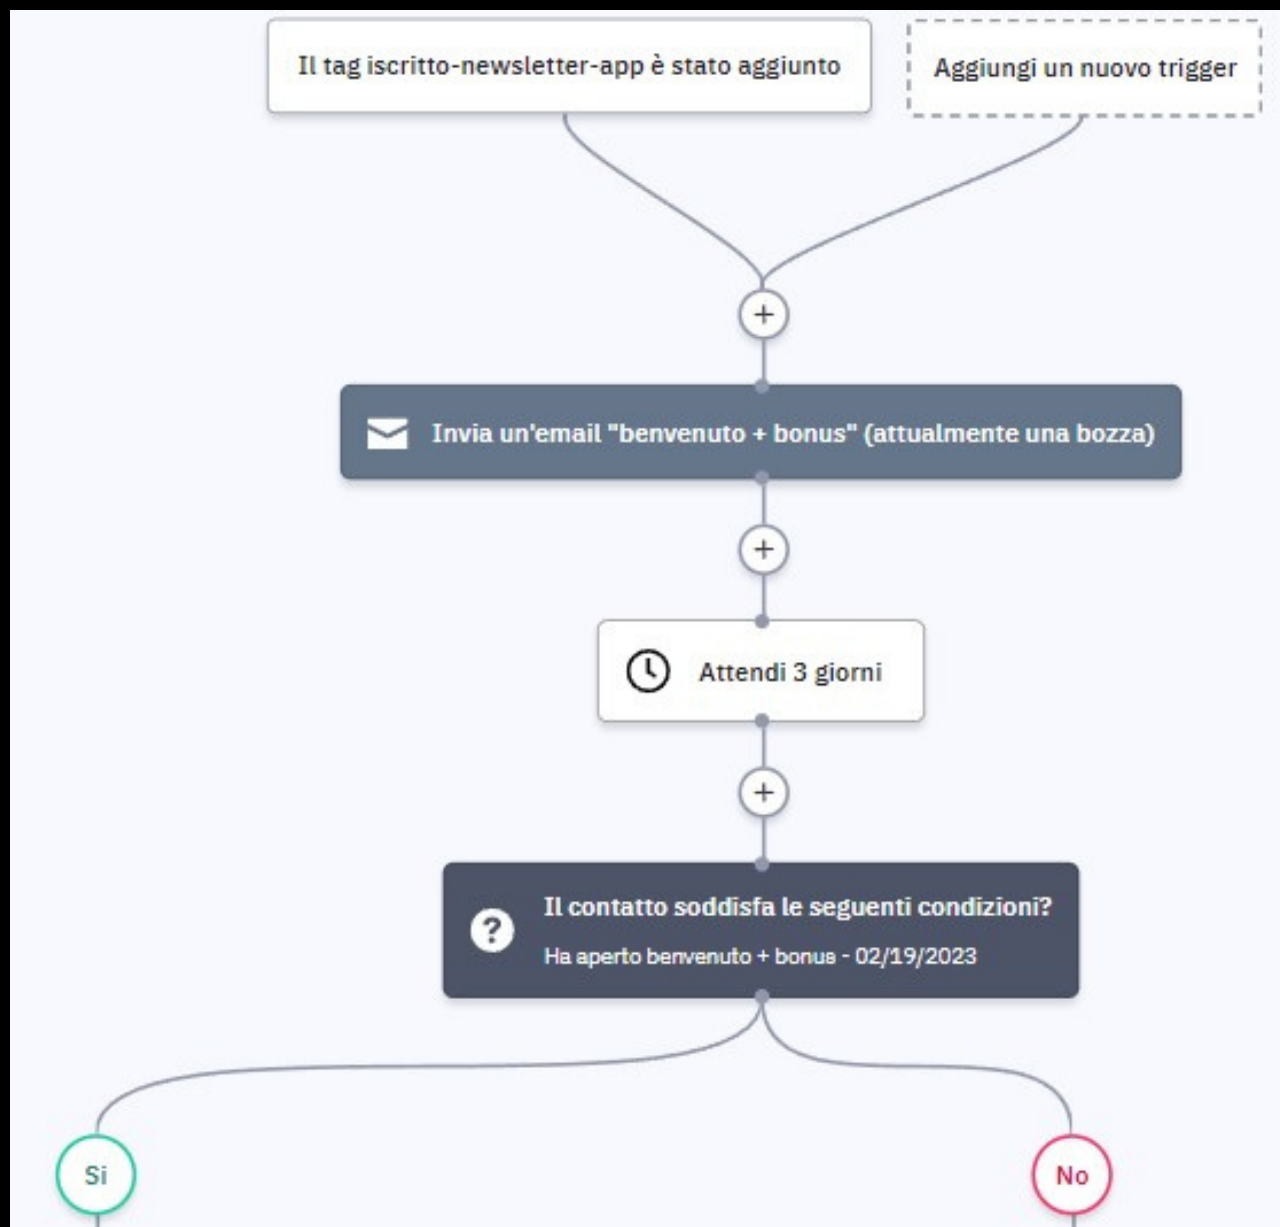 Il tag iscritto-newsletter-app è stato aggiunto
Aggiungi un nuovo trigger
+
Invia un'email "benvenuto + bonus" (attualmente una bozza)
+
Attendi 3 giorni
+
?
Il contatto soddisfa le seguenti condizioni?
Ha aperto benvenuto + bonus - 02/19/2023
Si
No